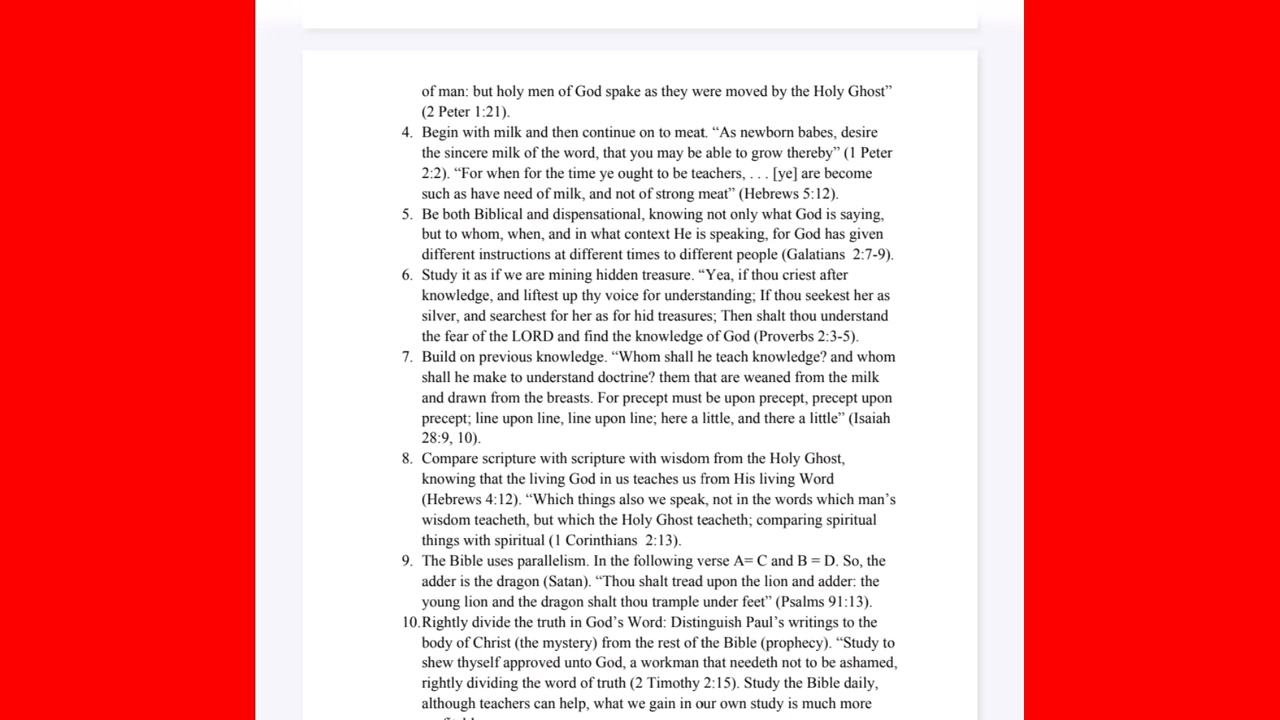 of man: but holy men of God spake as they were moved by the Holy Ghost”
(2 Peter 1:21).
4. Begin with milk and then continue on to meat. “As newborn babes, desire
the sincere milk of the word, that you may be able to grow thereby” (1 Peter
2:2). “For when for the time ye ought to be teachers, . . . [ye] are become
such as have need of milk, and not of strong meat” (Hebrews 5:12).
5. Be both Biblical and dispensational, knowing not only what God is saying,
but to whom, when, and in what context He is speaking, for God has given
different instructions at different times to different people (Galatians  2:7-9).
6. Study it as if we are mining hidden treasure. “Yea, if thou criest after
knowledge, and liftest up thy voice for understanding; If thou seekest her as
silver, and searchest for her as for hid treasures; Then shalt thou understand
the fear of the LORD and find the knowledge of God (Proverbs 2:3-5).
7. Build on previous knowledge. “Whom shall he teach knowledge? and whom
shall he make to understand doctrine? them that are weaned from the milk
and drawn from the breasts. For precept must be upon precept, precept upon
precept; line upon line, line upon line; here a little, and there a little” (Isaiah
28:9, 10).
8. Compare scripture with scripture with wisdom from the Holy Ghost,
knowing that the living God in us teaches us from His living Word
(Hebrews 4:12). “Which things also we speak, not in the words which man’s
wisdom teacheth, but which the Holy Ghost teacheth; comparing spiritual
things with spiritual (1 Corinthians  2:13).
9. The Bible uses parallelism. In the following verse A= C and B = D. So, the
adder is the dragon (Satan). “Thou shalt tread upon the lion and adder: the
young lion and the dragon shalt thou trample under feet” (Psalms 91:13).
10.Rightly divide the truth in God’s Word: Distinguish Paul’s writings to the
body of Christ (the mystery) from the rest of the Bible (prophecy). “Study to
shew thyself approved unto God, a workman that needeth not to be ashamed,
rightly dividing the word of truth (2 Timothy 2:15). Study the Bible daily,
although teachers can help, what we gain in our own study is much more